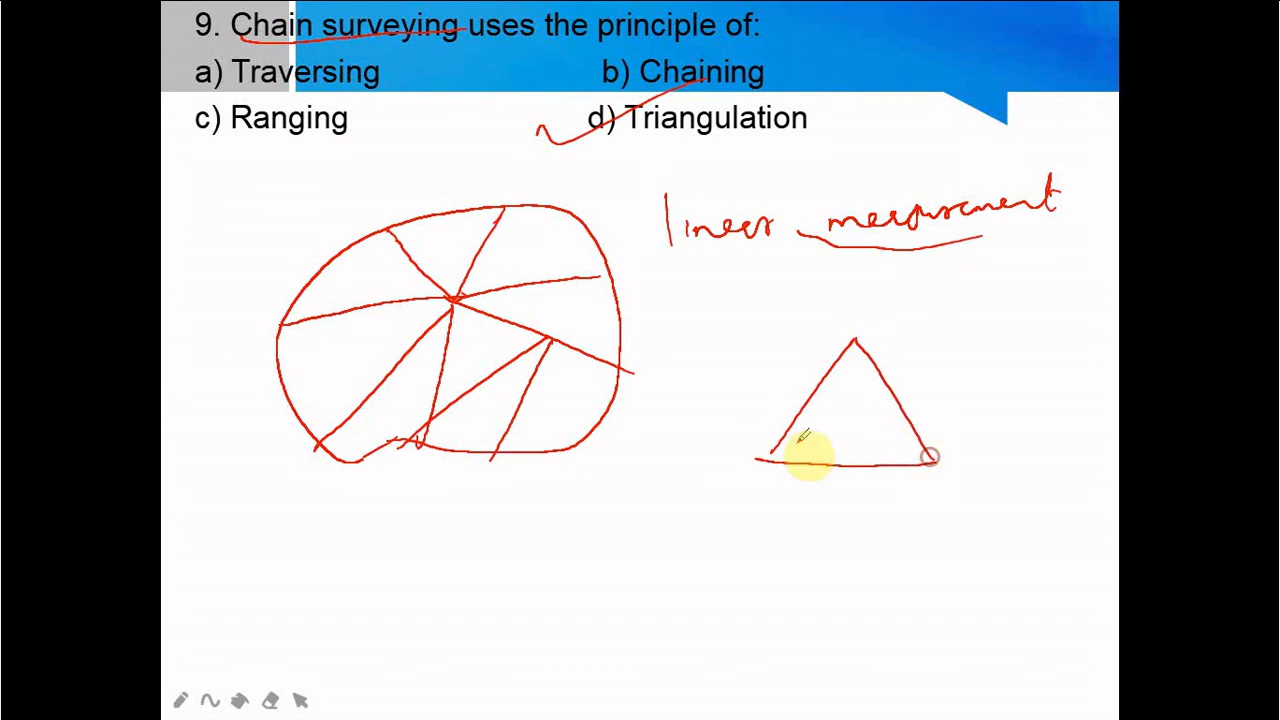 9. Chain surveying uses the principle of:
a) Traversing b) Chaining
c) Ranging d) Triangulation
linear measurement